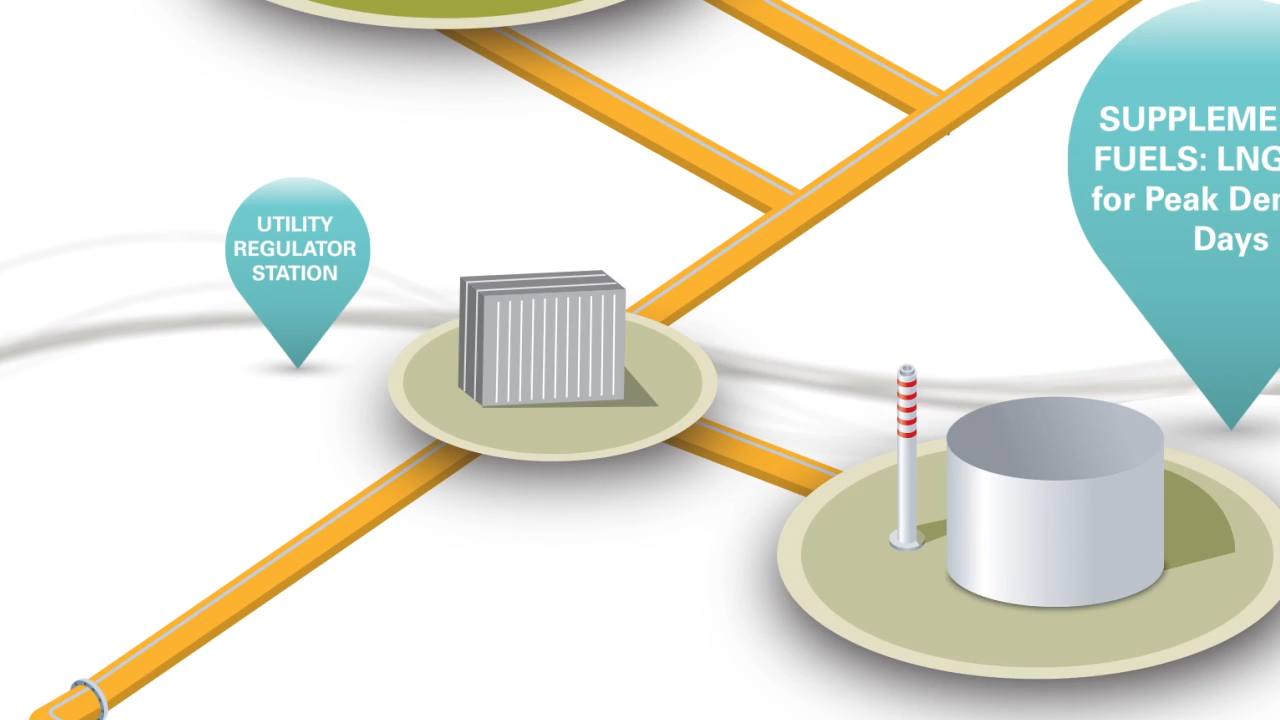 UTILITY
REGULATOR
STATION
SUPPLEME
FUELS: LNG
for Peak Der
Days